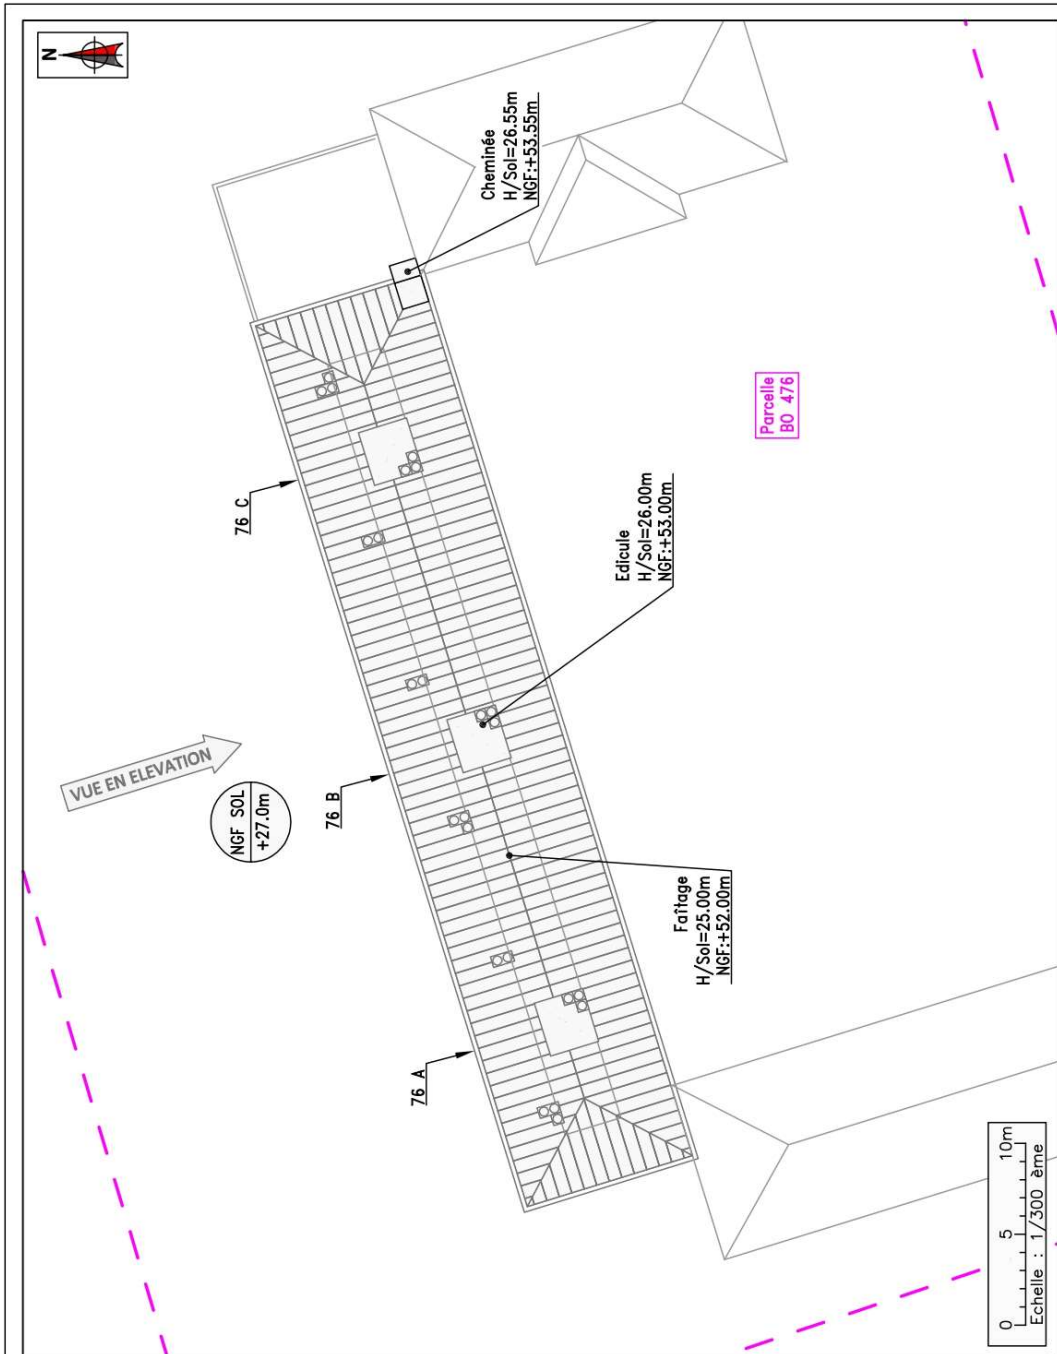 N
Cheminée
H/Sol=26.55m
NGF:+53.55m
76 C
Parcelle
BO 476
Edicule
H/Sol=26.00m
NGF:+53.00m
VUE EN ELEVATION
NGF SOL
+27.0m
76 B
Faîtage
H/Sol=25.00m
NGF:+52.00m
76 A
0 5 10m
Echelle : 1/300 ème